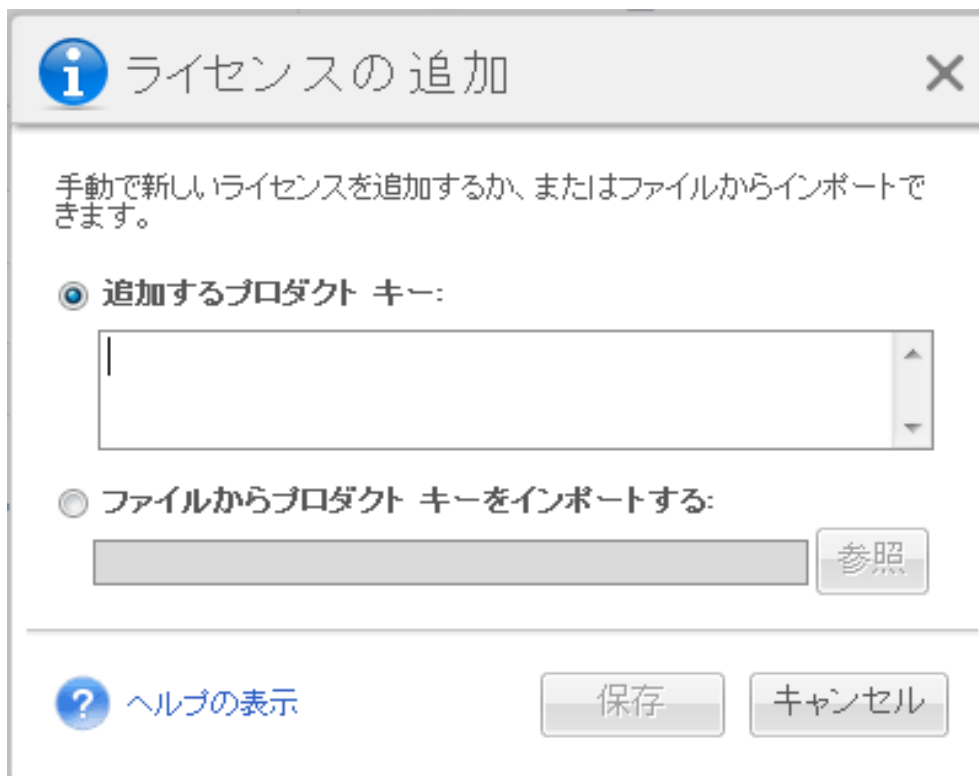 ライセンスの追加
手動で新しいライセンスを追加するか、またはファイルからインポートで
きます。
追加するプロダクト キー:
ファイルからプロダクト キーをインポートする:
参照
ヘルプの表示
保存
キャンセル